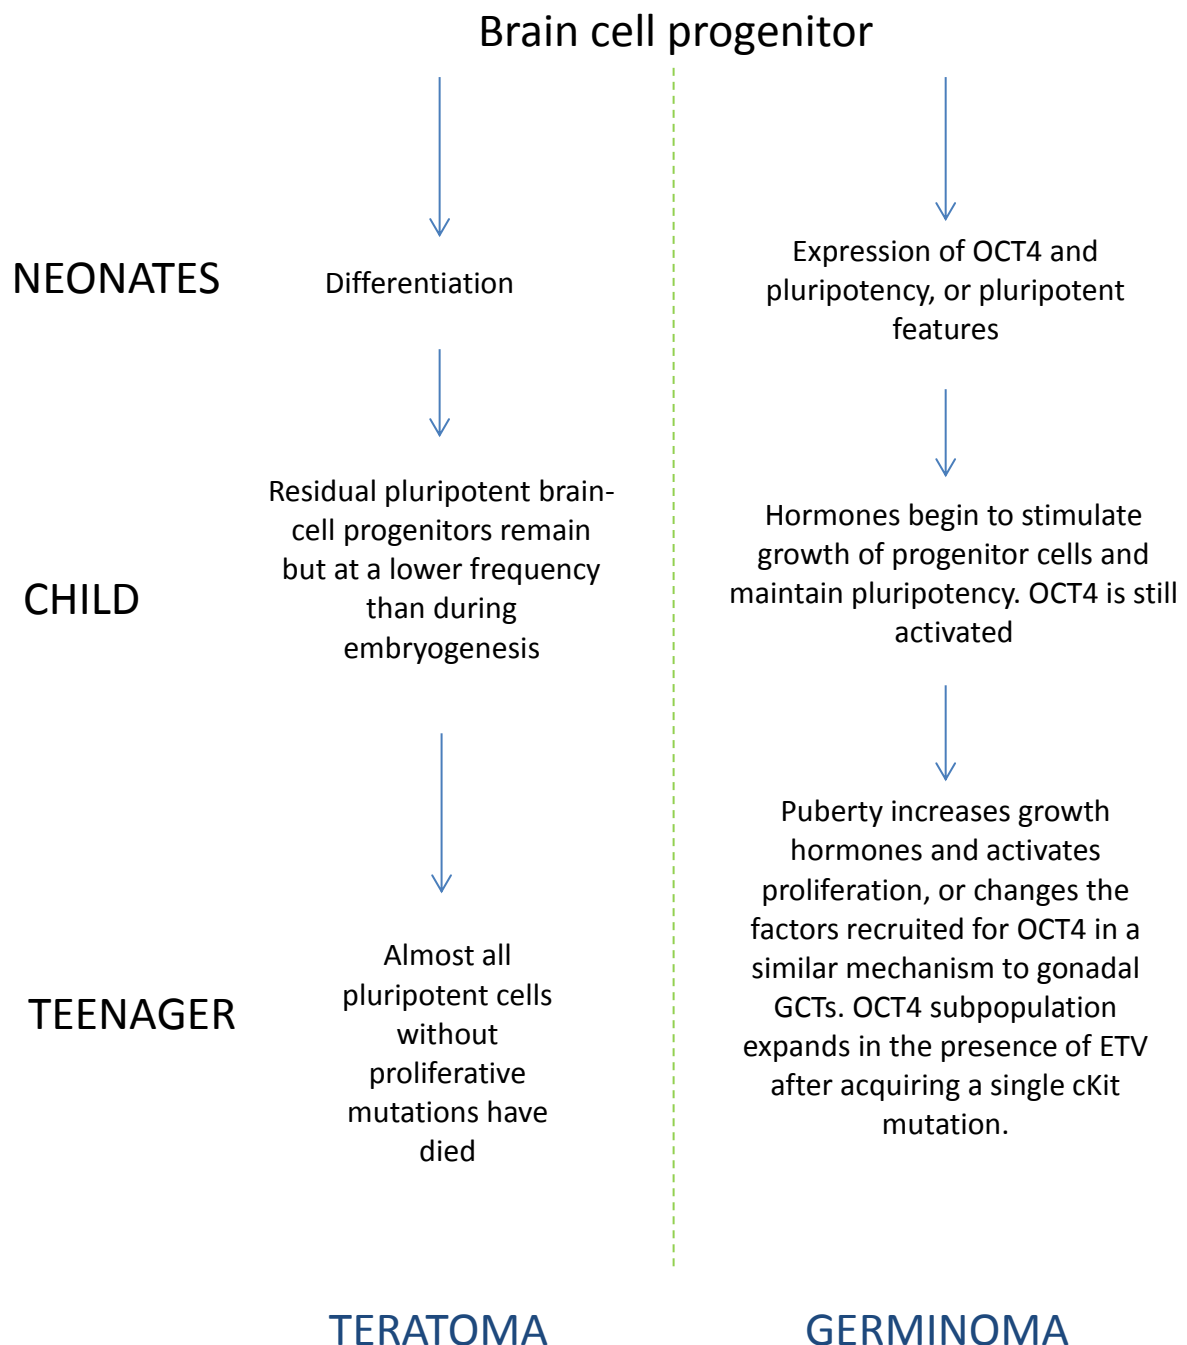 Brain cell progenitor
NEONATES
Differentiation
Expression of OCT4 and
pluripotency, or pluripotent
features
CHILD
Residual pluripotent brain-
cell progenitors remain
but at a lower frequency
than during
embryogenesis
Hormones begin to stimulate
growth of progenitor cells and
maintain pluripotency. OCT4 is still
activated
TEENAGER
Almost all
pluripotent cells
without
proliferative
mutations have
died
Puberty increases growth
hormones and activates
proliferation, or changes the
factors recruited for OCT4 in a
similar mechanism to gonadal
GCTs. OCT4 subpopulation
expands in the presence of ETV
after acquiring a single cKit
mutation.
TERATOMA
GERMINOMA